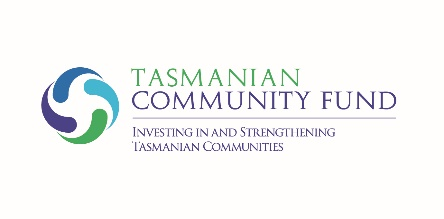 TASMANIAN
COMMUNITY FUND
INVESTING IN AND STRENGTHENING
TASMANIAN COMMUNITIES